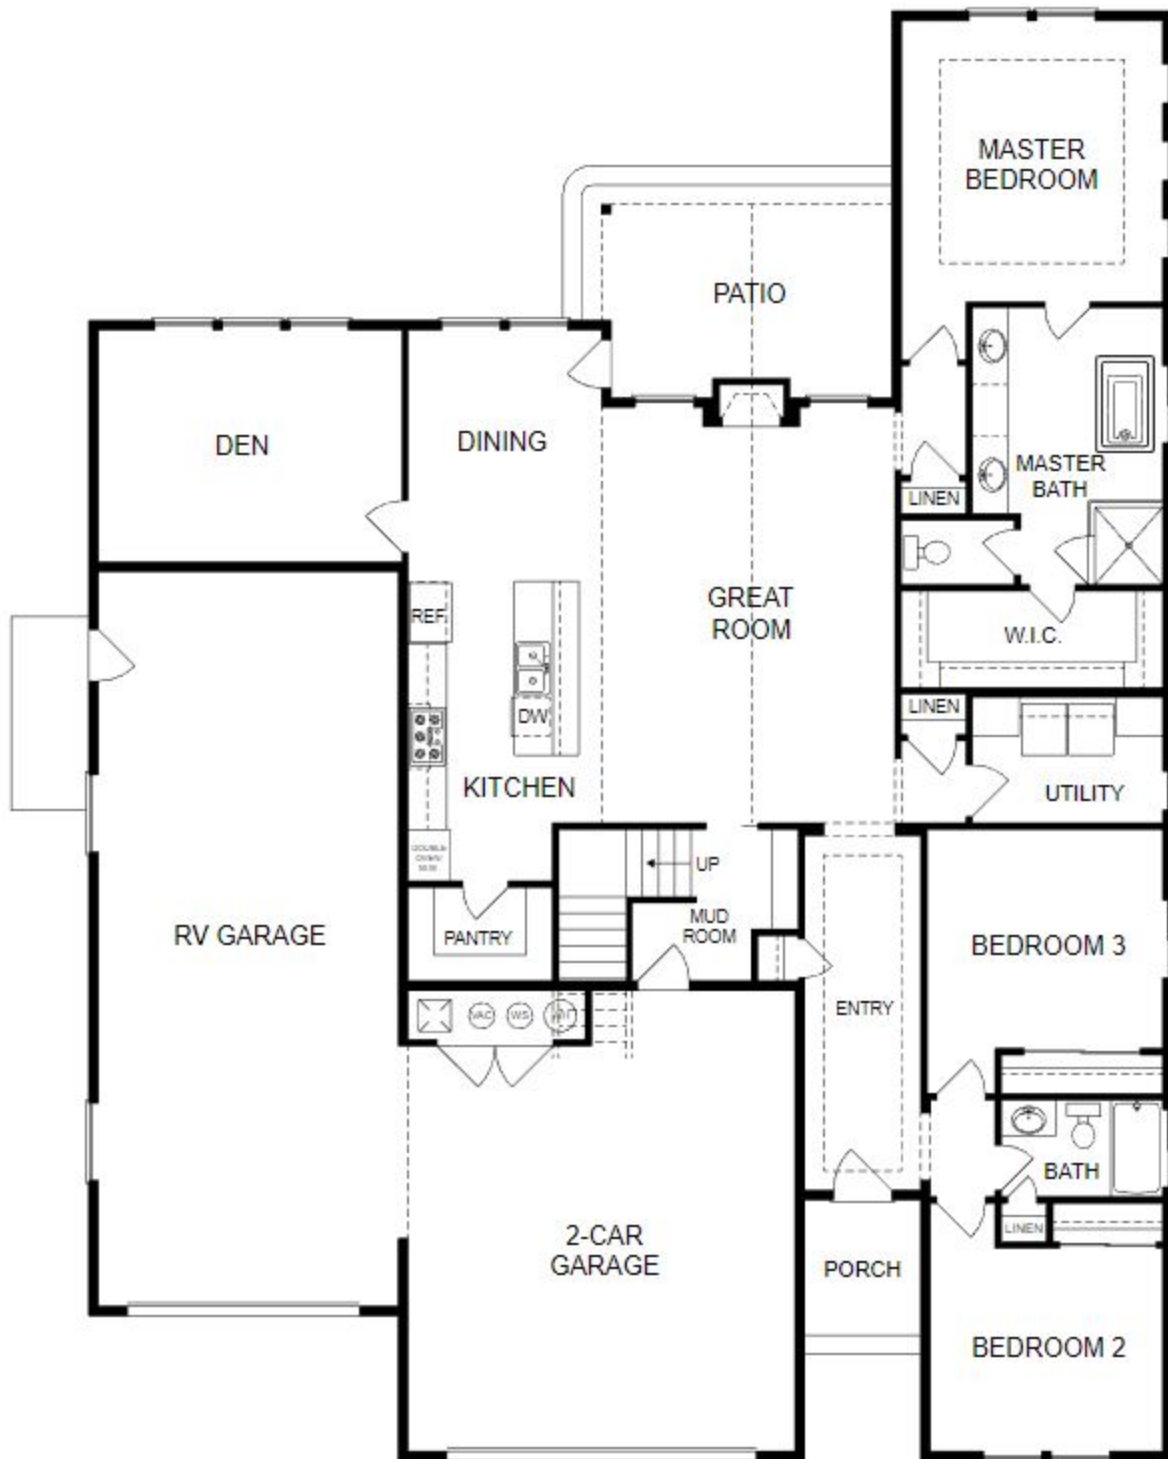 MASTER
BEDROOM
PATIO
DEN
DINING
MASTER
BATH
LINEN
GREAT
ROOM
REF.
W.I.C.
LINEN
DW
KITCHEN
UTILITY
DOUBLE
UP
RV GARAGE
PANTRY
MUD
ROOM
BEDROOM 3
ENTRY
VAC
WS
BATH
LINEN
2-CAR
GARAGE
PORCH
BEDROOM 2